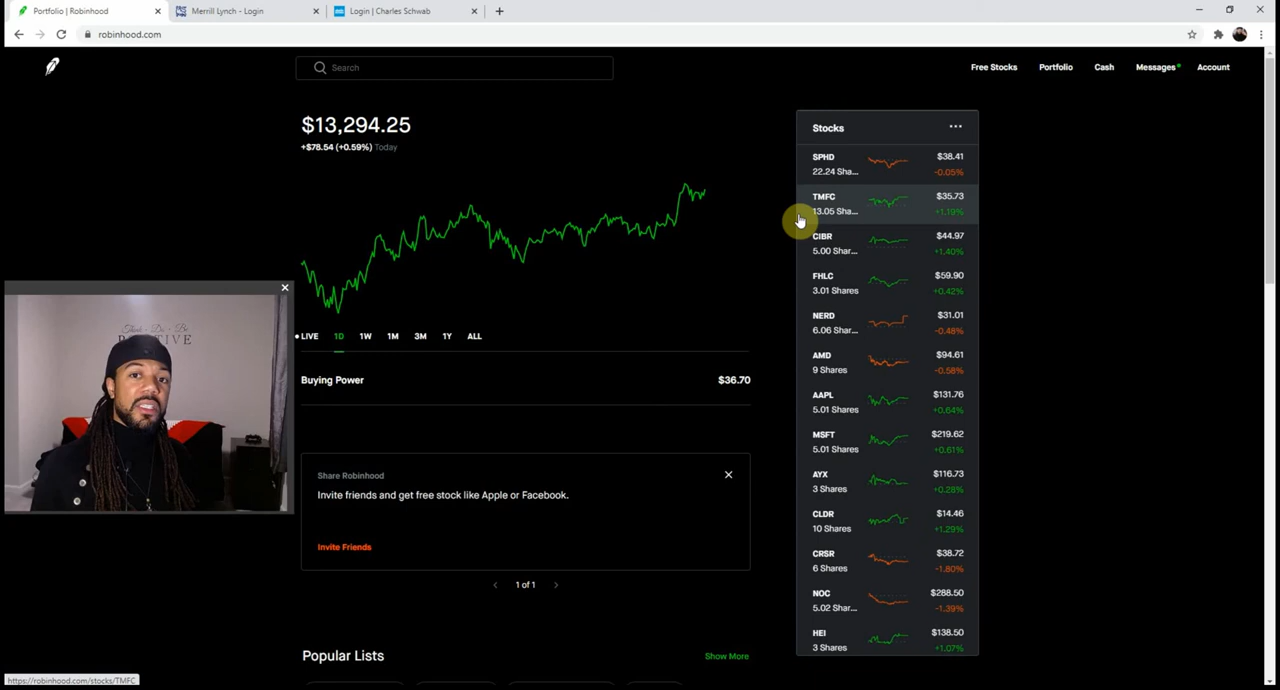 Portfolio | Robinhood
Merrill Lynch - Login
Login | Charles Schwab
robinhood.com
Search
Free Stocks
Portfolio
Cash
Messages
Account
$13,294.25
+$78.54 (+0.59%) Today
LIVE
1D
1W
1M
3M
1Y
ALL
Buying Power
$36.70
Share Robinhood
Invite friends and get free stock like Apple or Facebook.
Invite Friends
1 of 1
Popular Lists
Show More
Stocks
SPHD
$38.41
22.24 Sha...
-0.05%
TMFC
$35.73
13.05 Sha...
+1.19%
CIBR
$44.97
5.00 Shar...
+1.40%
FHLC
$59.90
3.01 Shares
+0.42%
NERD
$31.01
6.06 Shar...
-0.48%
AMD
$94.61
9 Shares
-0.58%
AAPL
$131.76
5.01 Shares
+0.64%
MSFT
$219.62
5.01 Shares
+0.61%
AYX
$116.73
3 Shares
+0.28%
CLDR
$14.46
10 Shares
+1.29%
CRSR
$38.72
6 Shares
-1.80%
NOC
$288.50
5.02 Shar...
-1.39%
HEI
$138.50
3 Shares
+1.07%
Think - Do - Be
https://robinhood.com/stocks/TMFC